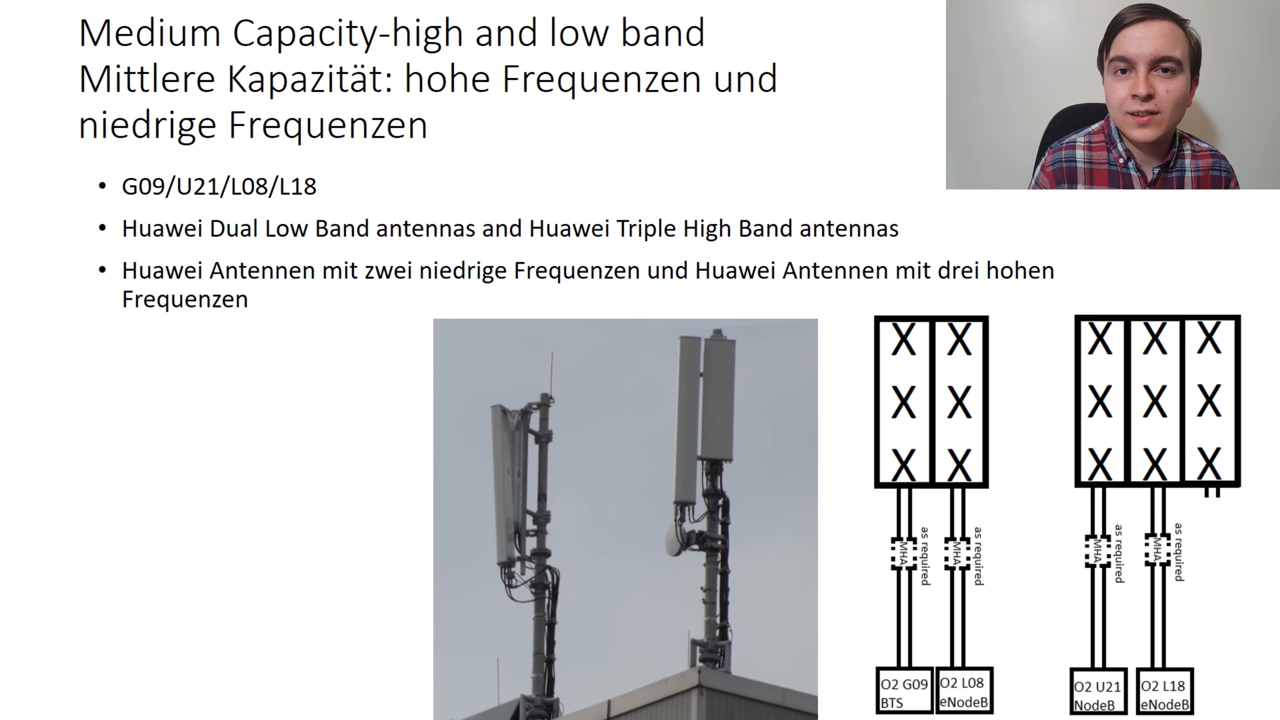 Medium Capacity-high and low band
Mittlere Kapazität: hohe Frequenzen und
niedrige Frequenzen
• G09/U21/L08/L18
• Huawei Dual Low Band antennas and Huawei Triple High Band antennas
• Huawei Antennen mit zwei niedrige Frequenzen und Huawei Antennen mit drei hohen
Frequenzen
X X
X X
X X
X X X
X X X
X X X
MHA
as required
MHA
as required
MHA
as required
MHA
as required
O2 G09
BTS
O2 L08
eNodeB
O2 U21
NodeB
O2 L18
eNodeB